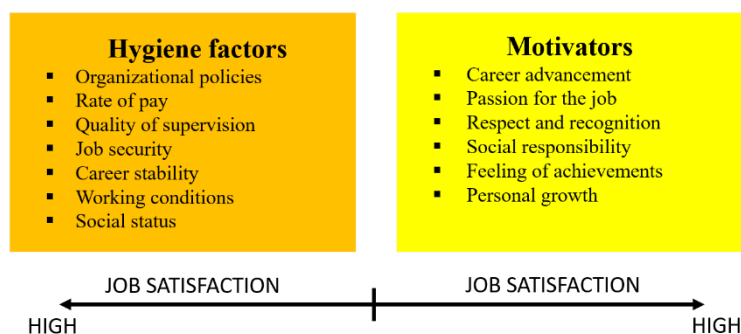 Hygiene factors
▪ Organizational policies
▪ Rate of pay
▪ Quality of supervision
▪ Job security
▪ Career stability
▪ Working conditions
▪ Social status
Motivators
▪ Career advancement
▪ Passion for the job
▪ Respect and recognition
▪ Social responsibility
▪ Feeling of achievements
▪ Personal growth
JOB SATISFACTION
JOB SATISFACTION
HIGH
HIGH